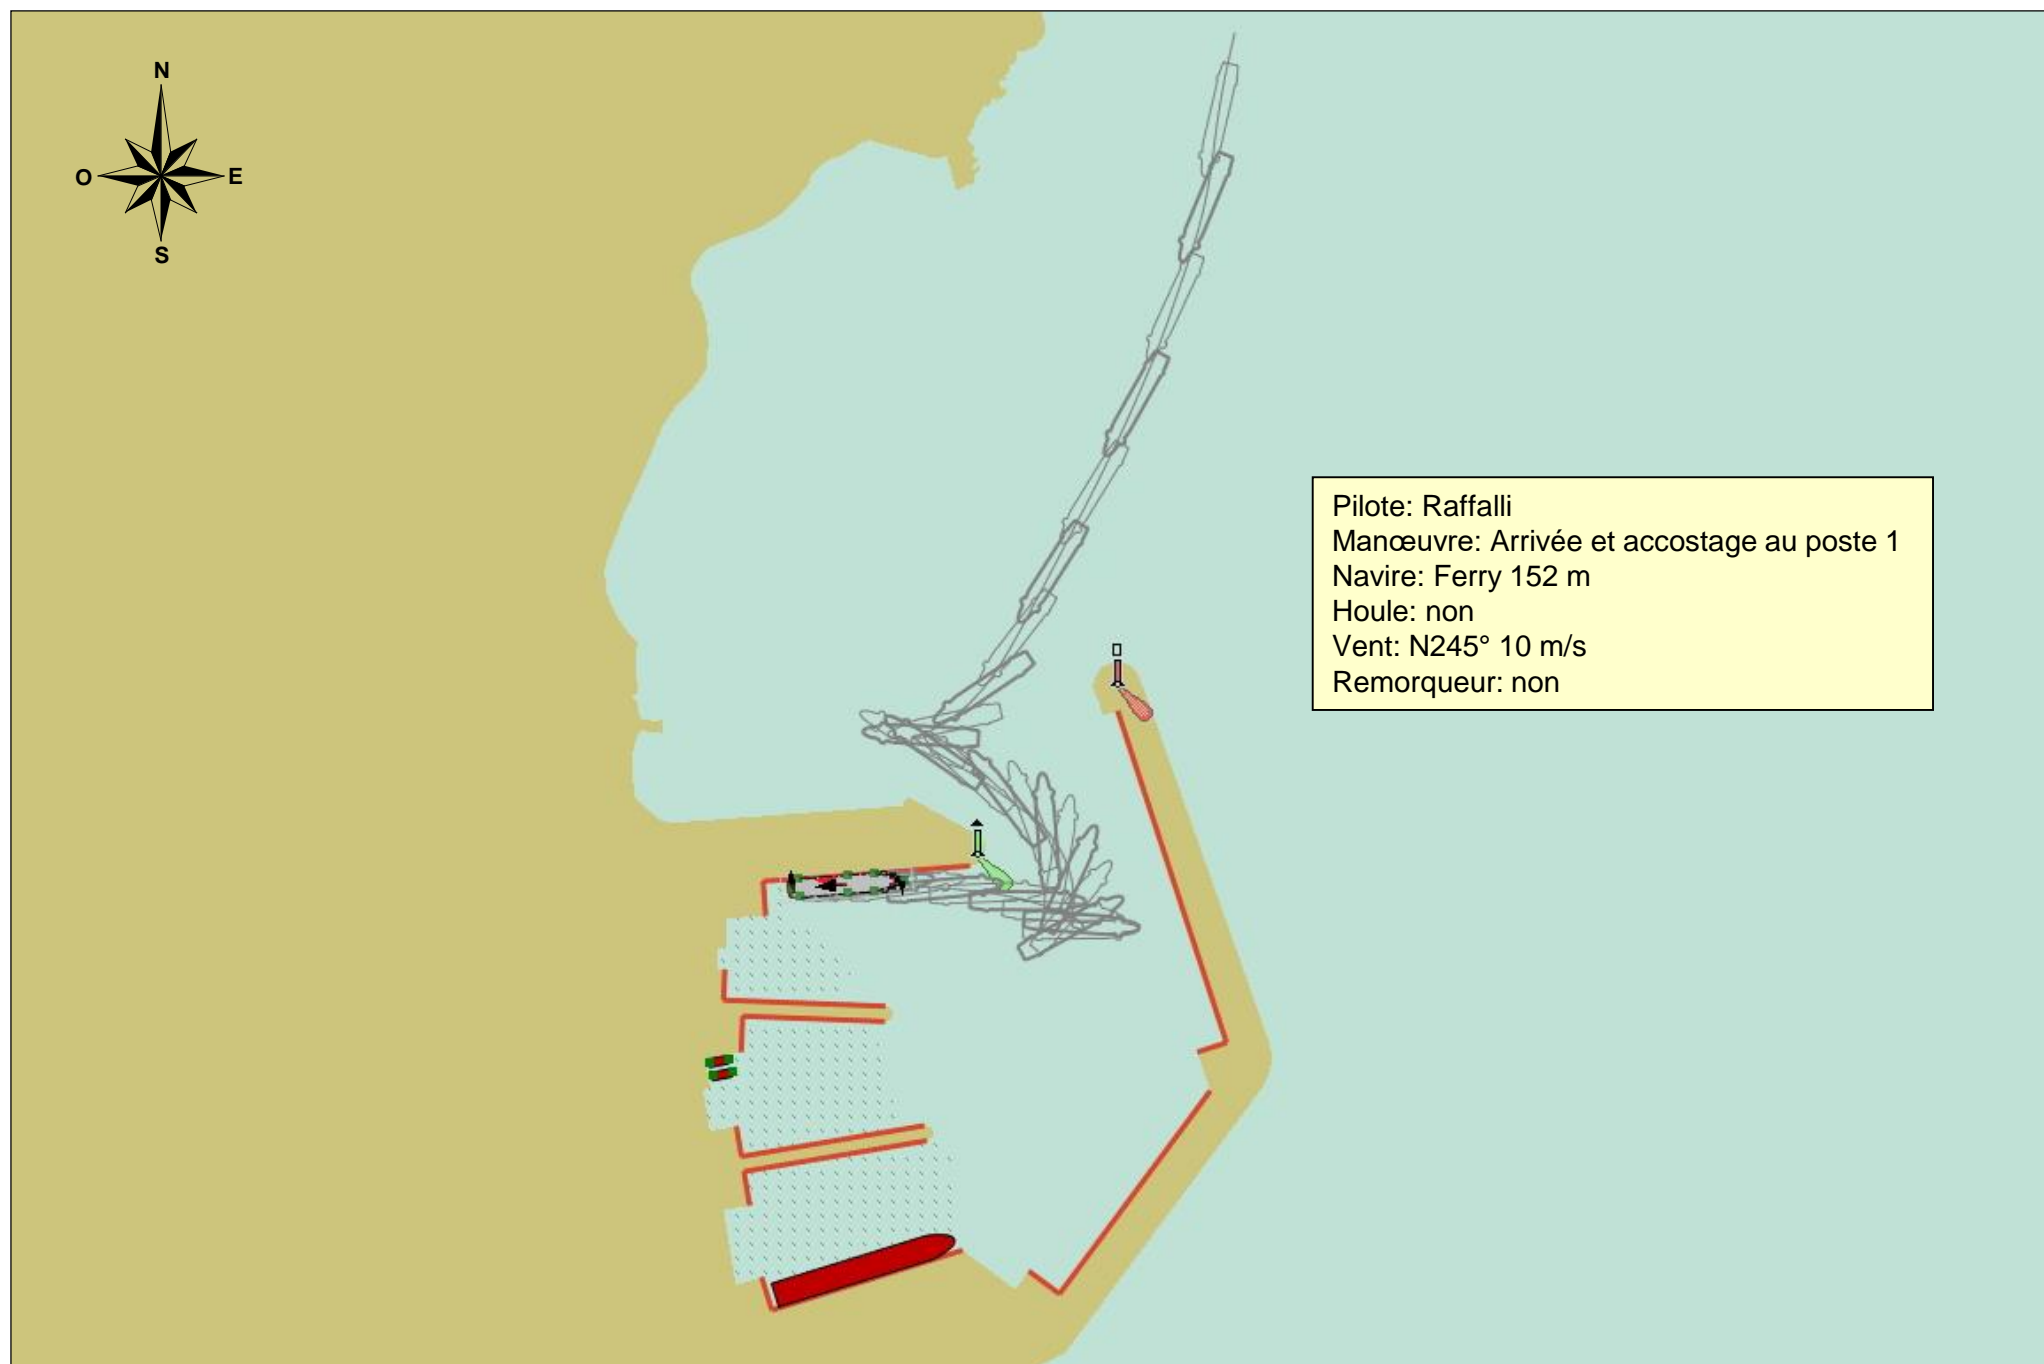 N
O
E
S
Pilote: Raffalli
Manœuvre: Arrivée et accostage au poste 1
Navire: Ferry 152 m
Houle: non
Vent: N245° 10 m/s
Remorqueur: non